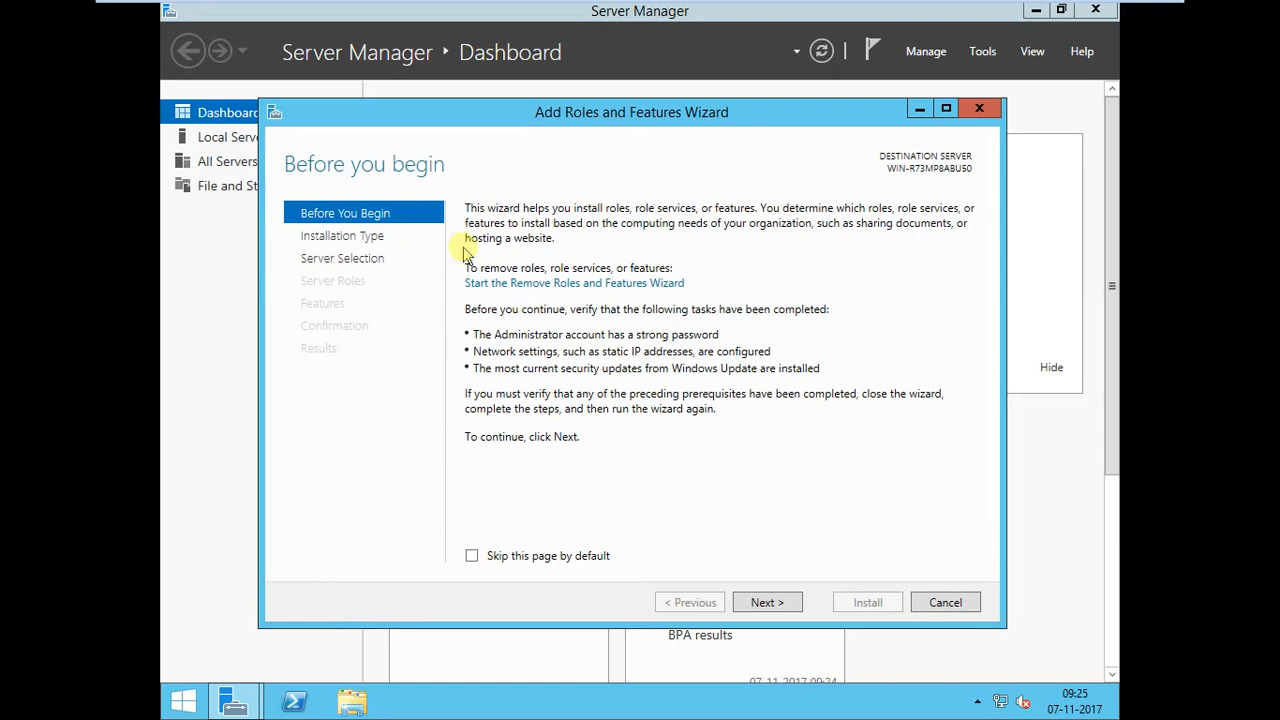 Server Manager
Server Manager
Dashboard
Manage
Tools
View
Help
Dashboard
Local Serve
All Servers
File and St
Add Roles and Features Wizard
Before you begin
DESTINATION SERVER
WIN-R73MP8ABU50
Before You Begin
Installation Type
Server Selection
Server Roles
Features
Confirmation
Results
This wizard helps you install roles, role services, or features. You determine which roles, role services, or
features to install based on the computing needs of your organization, such as sharing documents, or
hosting a website.
To remove roles, role services, or features:
Start the Remove Roles and Features Wizard
Before you continue, verify that the following tasks have been completed:
• The Administrator account has a strong password
• Network settings, such as static IP addresses, are configured
• The most current security updates from Windows Update are installed
If you must verify that any of the preceding prerequisites have been completed, close the wizard,
complete the steps, and then run the wizard again.
To continue, click Next.
Skip this page by default
< Previous
Next >
Install
Cancel
Hide
BPA results
07-11-2017 09:24
09:25
07-11-2017